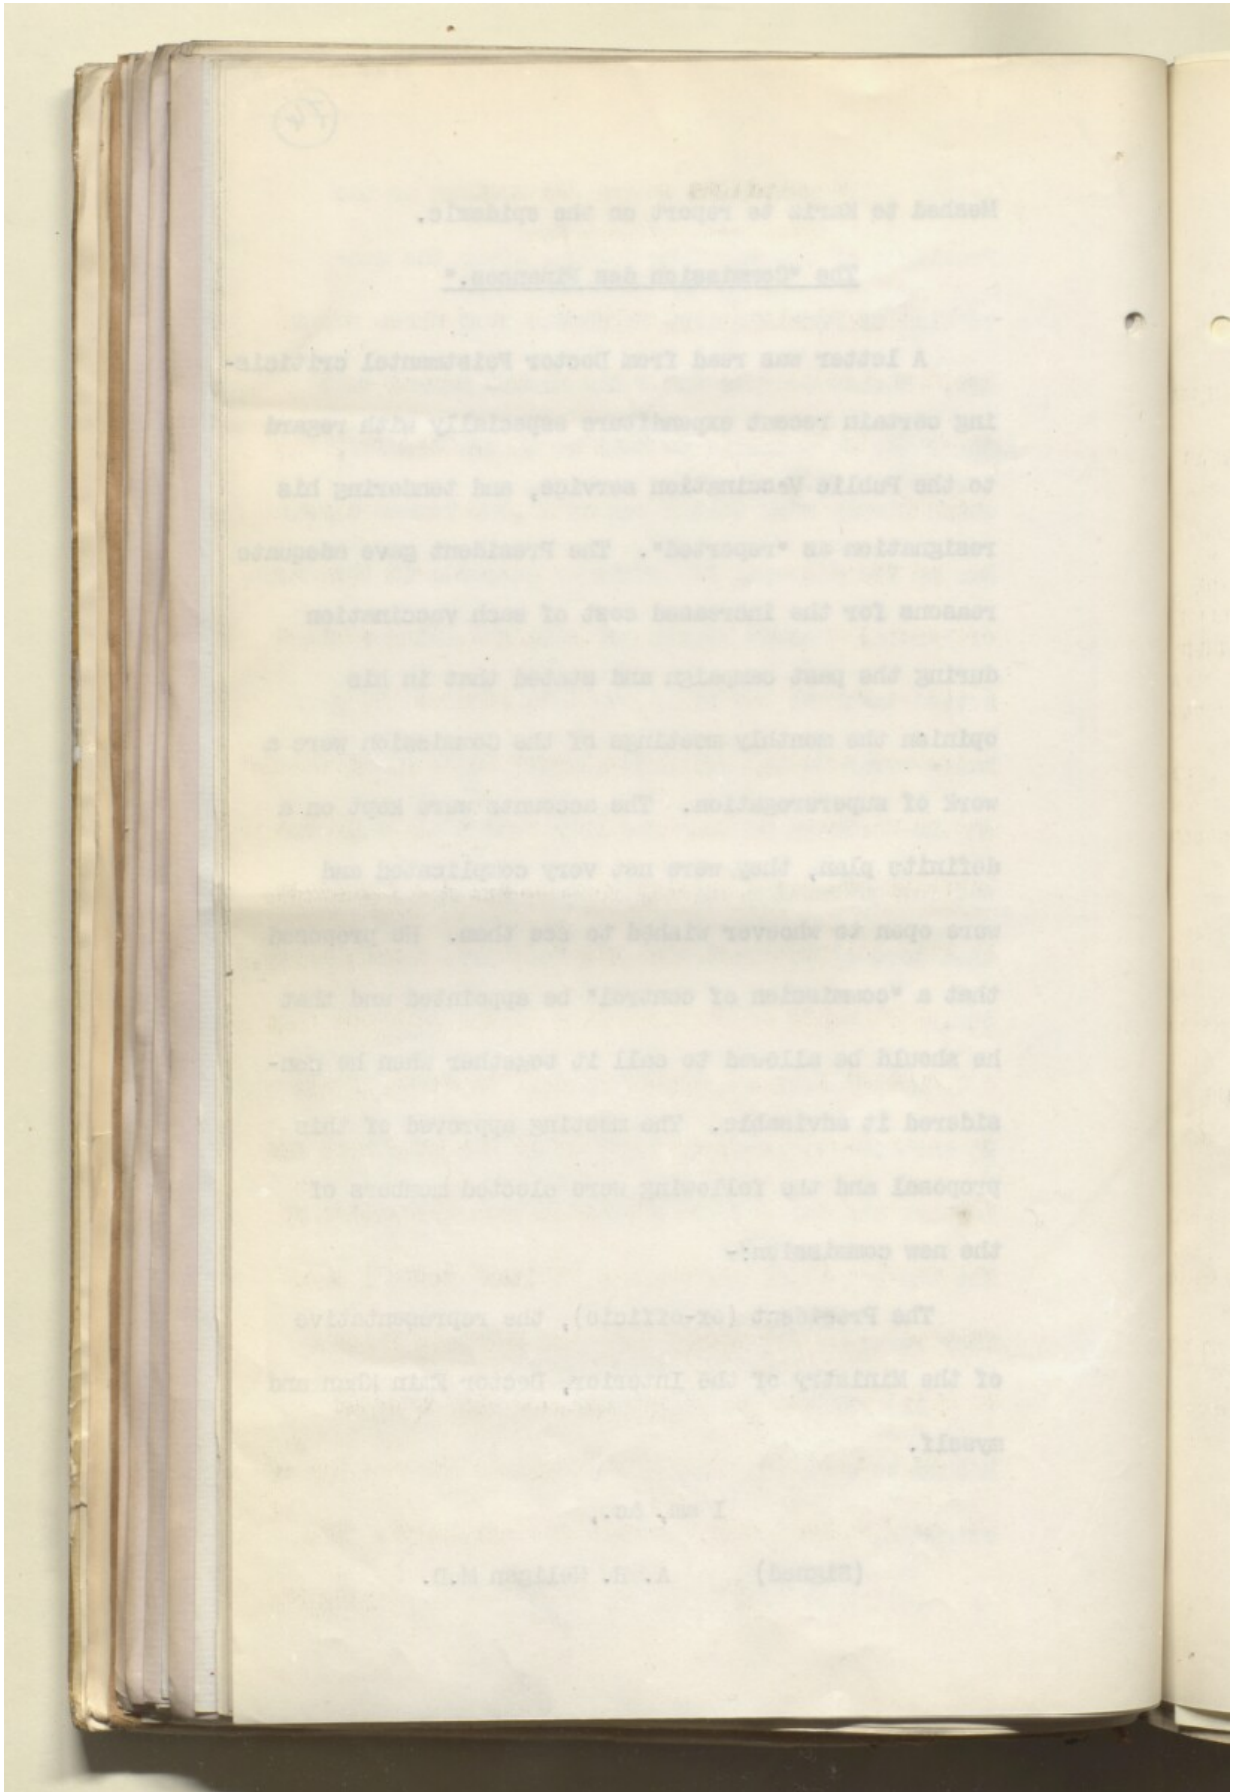 Meshed to Karis to report on the epidemic.
The "Commission des Finances."
A letter was read from Doctor criticis-
ing certain recent expenditure especially with regard
to the Public Vaccination service, and tendering his
resignation as "reported". The President gave adequate
reasons for the increased cost of each vaccination
during the past campaign and stated that in his
opinion the monthly meetings of the Commission were a
work of supererogation. The accounts were kept on a
definite plan, they were not very complicated and
were open to whoever wished to see them. He proposed
that a "commission of control" be appointed and that
he should be allowed to call it together when he con-
sidered it advisable. The meeting approved of this
proposal and the following were elected members of
the new commission:-
The President (ex-officio), the representative
of the Ministry of the Interior, Doctor Khan and
myself.
I am, &c.,
(Signed) A.R. Neligan M.D.